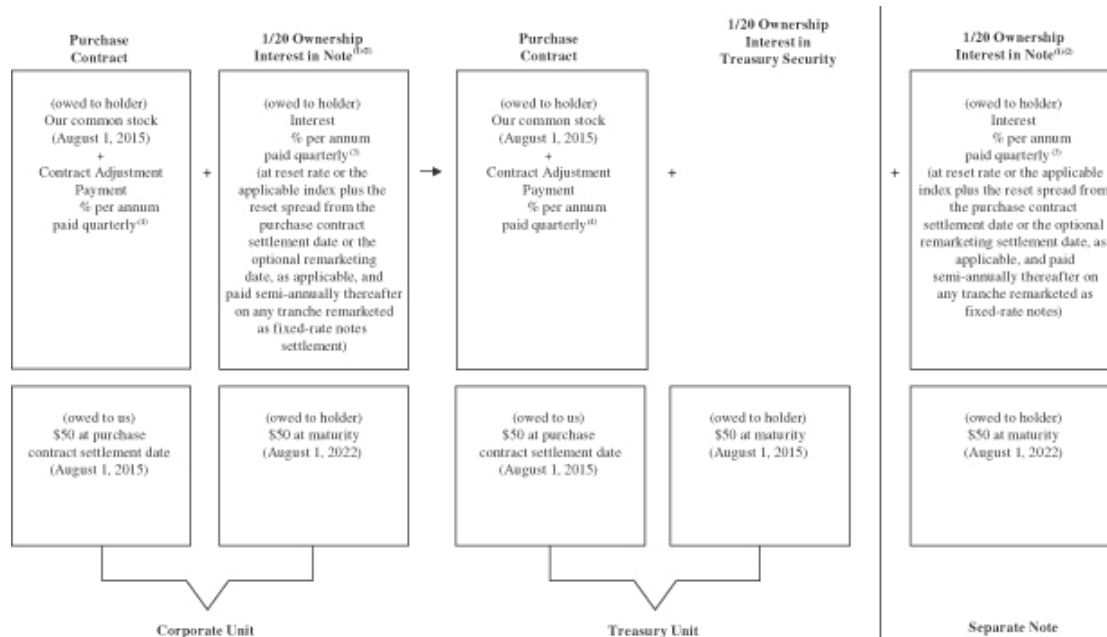 Purchase
Contract
1/20 Ownership
Interest in Note(1)(2)
Purchase
Contract
1/20 Ownership
Interest in
Treasury Security
1/20 Ownership
Interest in Note(1)(2)
(owed to holder)
Our common stock
(August 1, 2015)
+
Contract Adjustment
Payment
% per annum
paid quarterly(4)
+
(owed to holder)
Interest
% per annum
paid quarterly(3)
(at reset rate or the
applicable index plus the
reset spread from the
purchase contract
settlement date or the
optional remarketing
date, as applicable, and
paid semi-annually thereafter
on any tranche remarketed
as fixed-rate notes
settlement)
(owed to holder)
Our common stock
(August 1, 2015)
+
Contract Adjustment
Payment
% per annum
paid quarterly(4)
+
+
(owed to holder)
Interest
% per annum
paid quarterly(3)
(at reset rate or the applicable
index plus the reset spread from
the purchase contract
settlement date or the optional
remarketing settlement date, as
applicable, and paid
semi-annually thereafter on
any tranche remarketed as
fixed-rate notes)
(owed to us)
$50 at purchase
contract settlement date
(August 1, 2015)
(owed to holder)
$50 at maturity
(August 1, 2022)
(owed to us)
$50 at purchase
contract settlement date
(August 1, 2015)
(owed to holder)
$50 at maturity
(August 1, 2015)
(owed to holder)
$50 at maturity
(August 1, 2022)
Corporate Unit
Treasury Unit
Separate Note